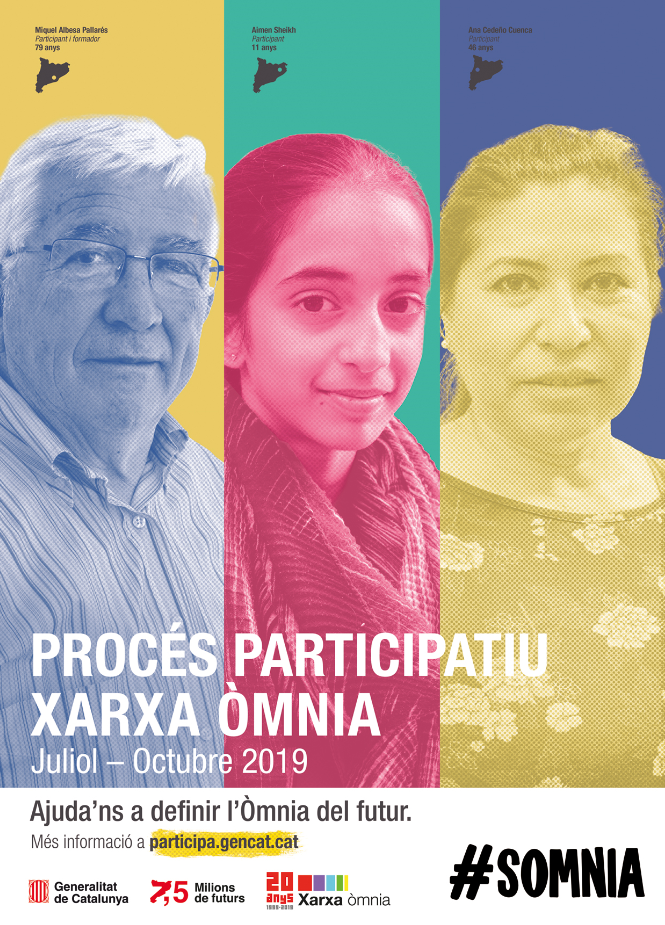 Miquel Albesa Pallarés
Participant i formador
79 anys
Aimen Sheikh
Participant
11 anys
Ana Cedeño Cuenca
Participant
46 anys
PROCÉS PARTICIPATIU
XARXA ÒMNIA
Juliol – Octubre 2019
Ajuda’ns a definir l’Òmnia del futur.
Més informació a participa.gencat.cat
#SOMNIA
Generalitat
de Catalunya
7,5 Milions
de futurs
20
anys
1999-2019
Xarxa òmnia